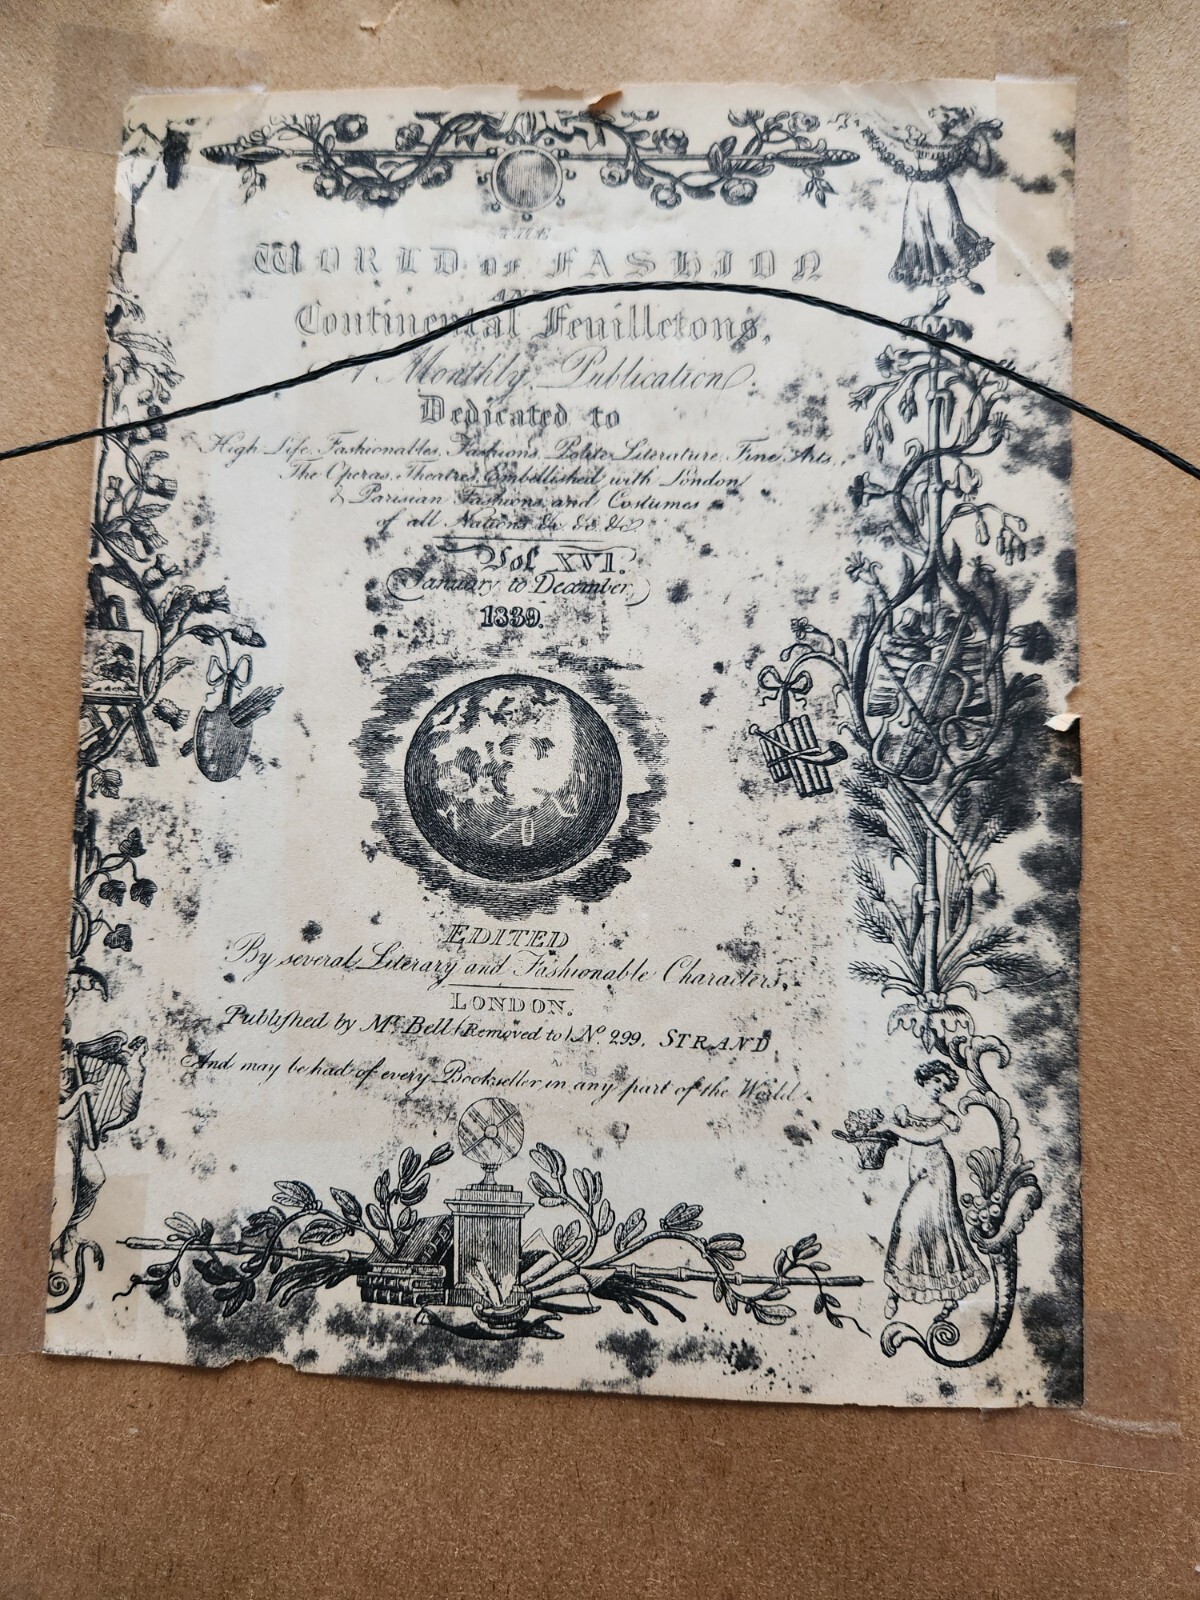 THE
WORLD OF FASHION
AND
Continental Feuilletons,
A Monthly Publication.
Dedicated to
High Life, Fashionables, Fashions, Polite Literature, Fine Arts,
The Operas, Theatres, Embellished with London
& Parisian Fashions and Costumes
of all Nations &c. &c. &c.
Vol XVI.
January to December,
1839.
EDITED
By several Literary and Fashionable Characters,
LONDON.
Published by Mr. Bell (Removed to) No. 299, STRAND
And may be had of every Bookseller in any part of the World.